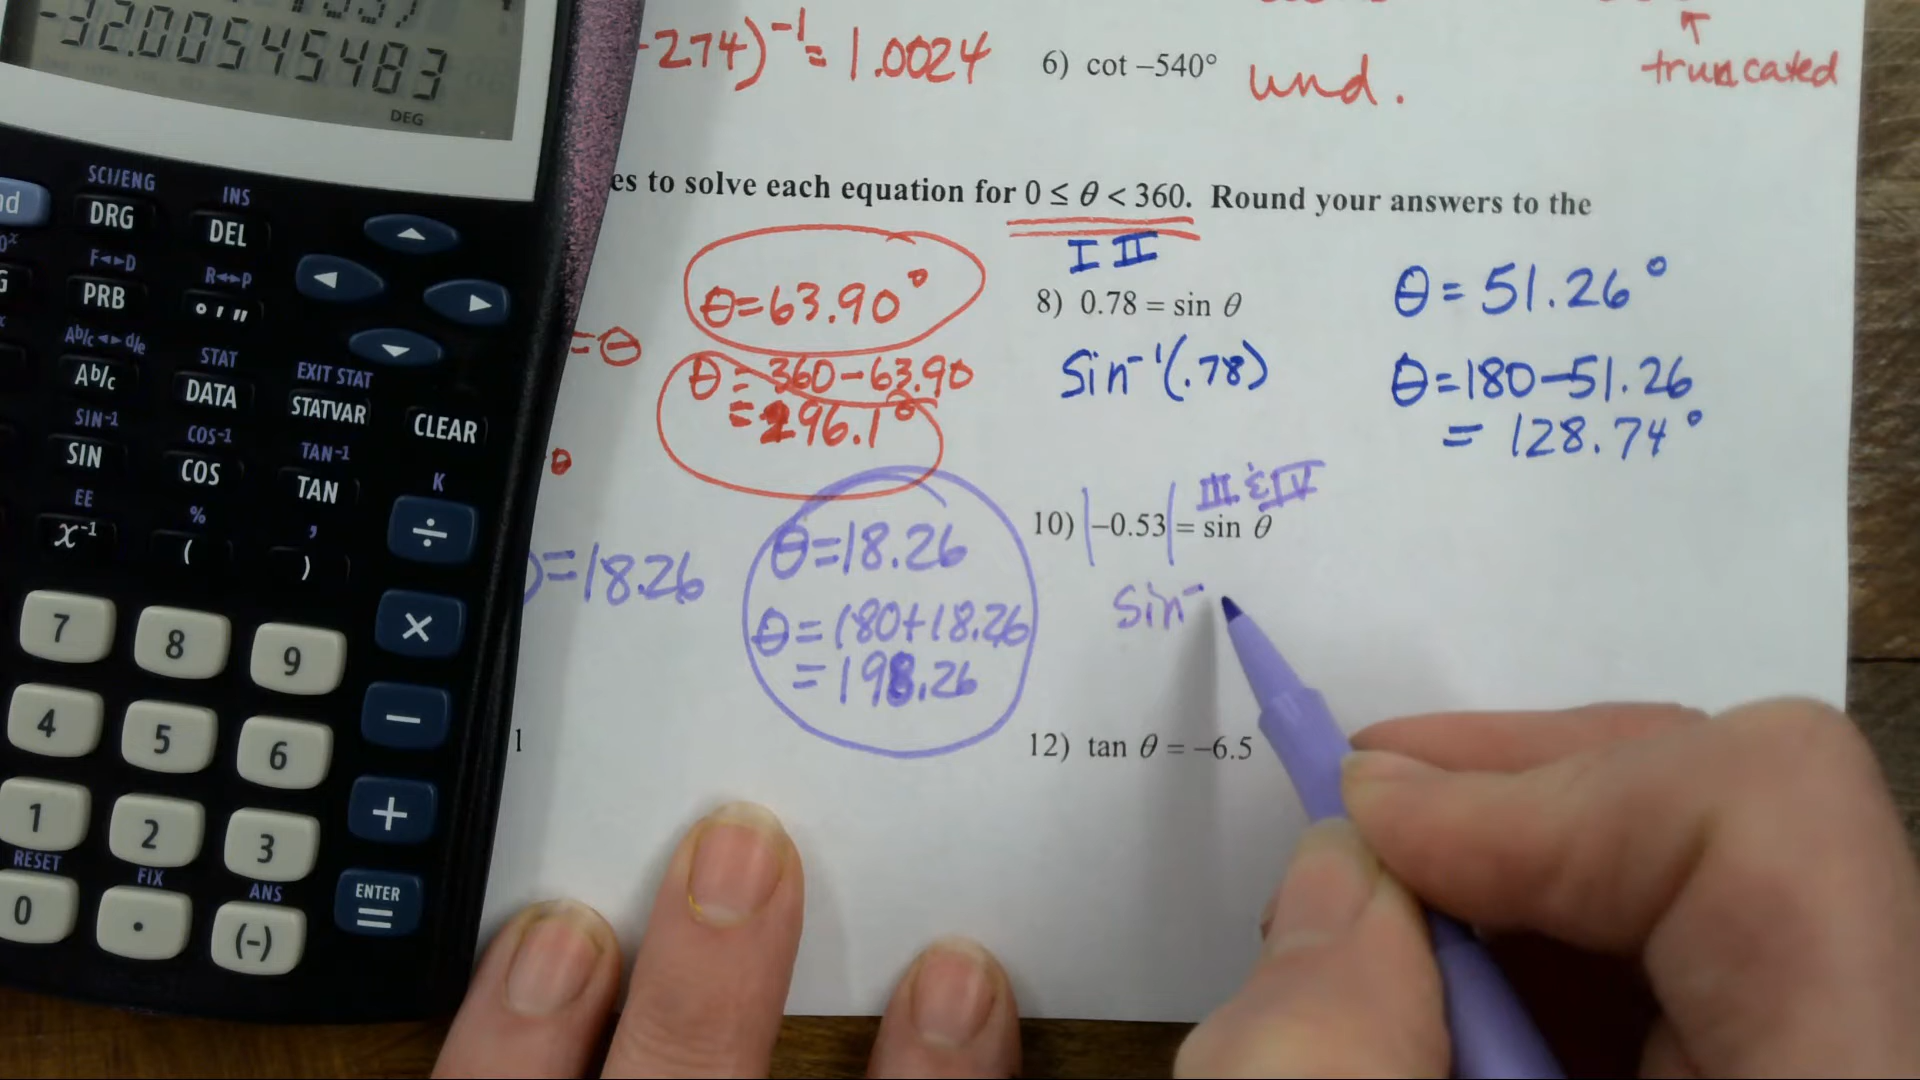 -32.00545483
DEG
-274)⁻¹ = 1.0024
6) cot −540° und.
↑
truncated
es to solve each equation for 0 ≤ θ < 360. Round your answers to the
θ=63.90°
=θ
θ = 360-63.90
= 296.1°
I II
8) 0.78 = sin θ
Sin⁻¹(.78)
θ = 51.26°
θ=180-51.26
= 128.74°
)=18.26
θ=18.26
θ=180+18.26
=198.26
III & IV
10) |−0.53| = sin θ
Sin⁻
1
12) tan θ = −6.5
SCI/ENG INS
DRG DEL
F◄►D R◄►P
PRB ° ' "
Ab/c ◄► d/e STAT EXIT STAT
Ab/c DATA STATVAR CLEAR
SIN-1 COS-1 TAN-1
SIN COS TAN
EE % , K
x⁻¹ ( ) ÷
7 8 9 ×
4 5 6 −
1 2 3 +
RESET FIX ANS ENTER
0 . (-) =